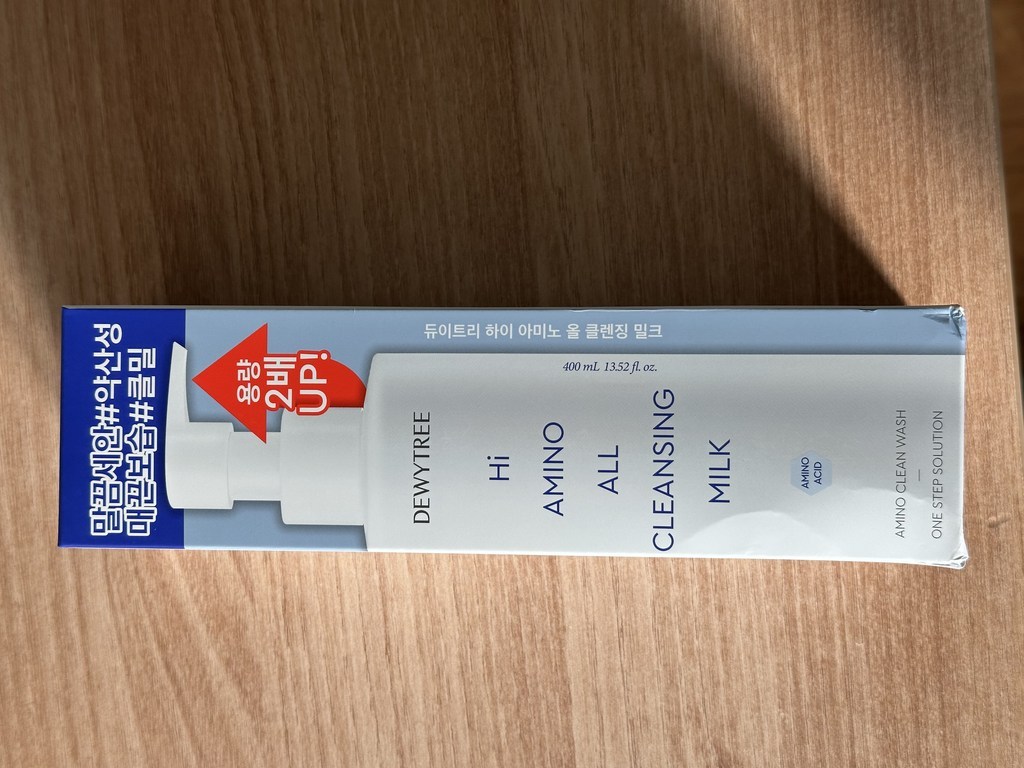 말끔세안#약산성
매끈보습#클밀
용량
2배
UP!
듀이트리 하이 아미노 올 클렌징 밀크
400 mL 13.52 fl. oz.
DEWYTREE
Hi
AMINO
ALL
CLEANSING
MILK
AMINO
ACID
AMINO CLEAN WASH
ONE STEP SOLUTION